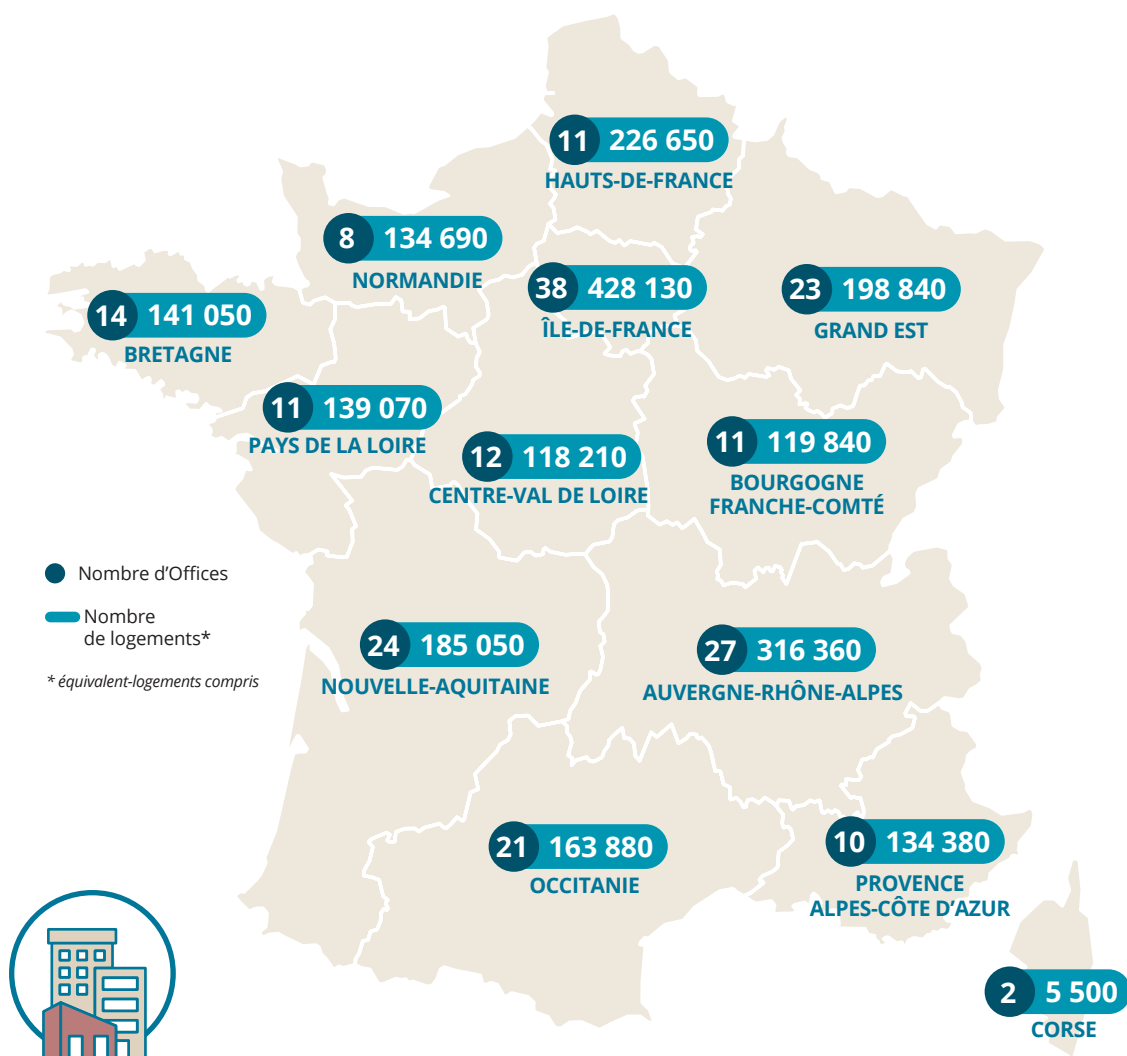 11 226 650
HAUTS-DE-FRANCE
8 134 690
NORMANDIE
38 428 130
ÎLE-DE-FRANCE
23 198 840
GRAND EST
14 141 050
BRETAGNE
11 139 070
PAYS DE LA LOIRE
12 118 210
CENTRE-VAL DE LOIRE
11 119 840
BOURGOGNE
FRANCHE-COMTÉ
Nombre d'Offices
Nombre
de logements*
* équivalent-logements compris
24 185 050
NOUVELLE-AQUITAINE
27 316 360
AUVERGNE-RHÔNE-ALPES
21 163 880
OCCITANIE
10 134 380
PROVENCE
ALPES-CÔTE D'AZUR
2 5 500
CORSE